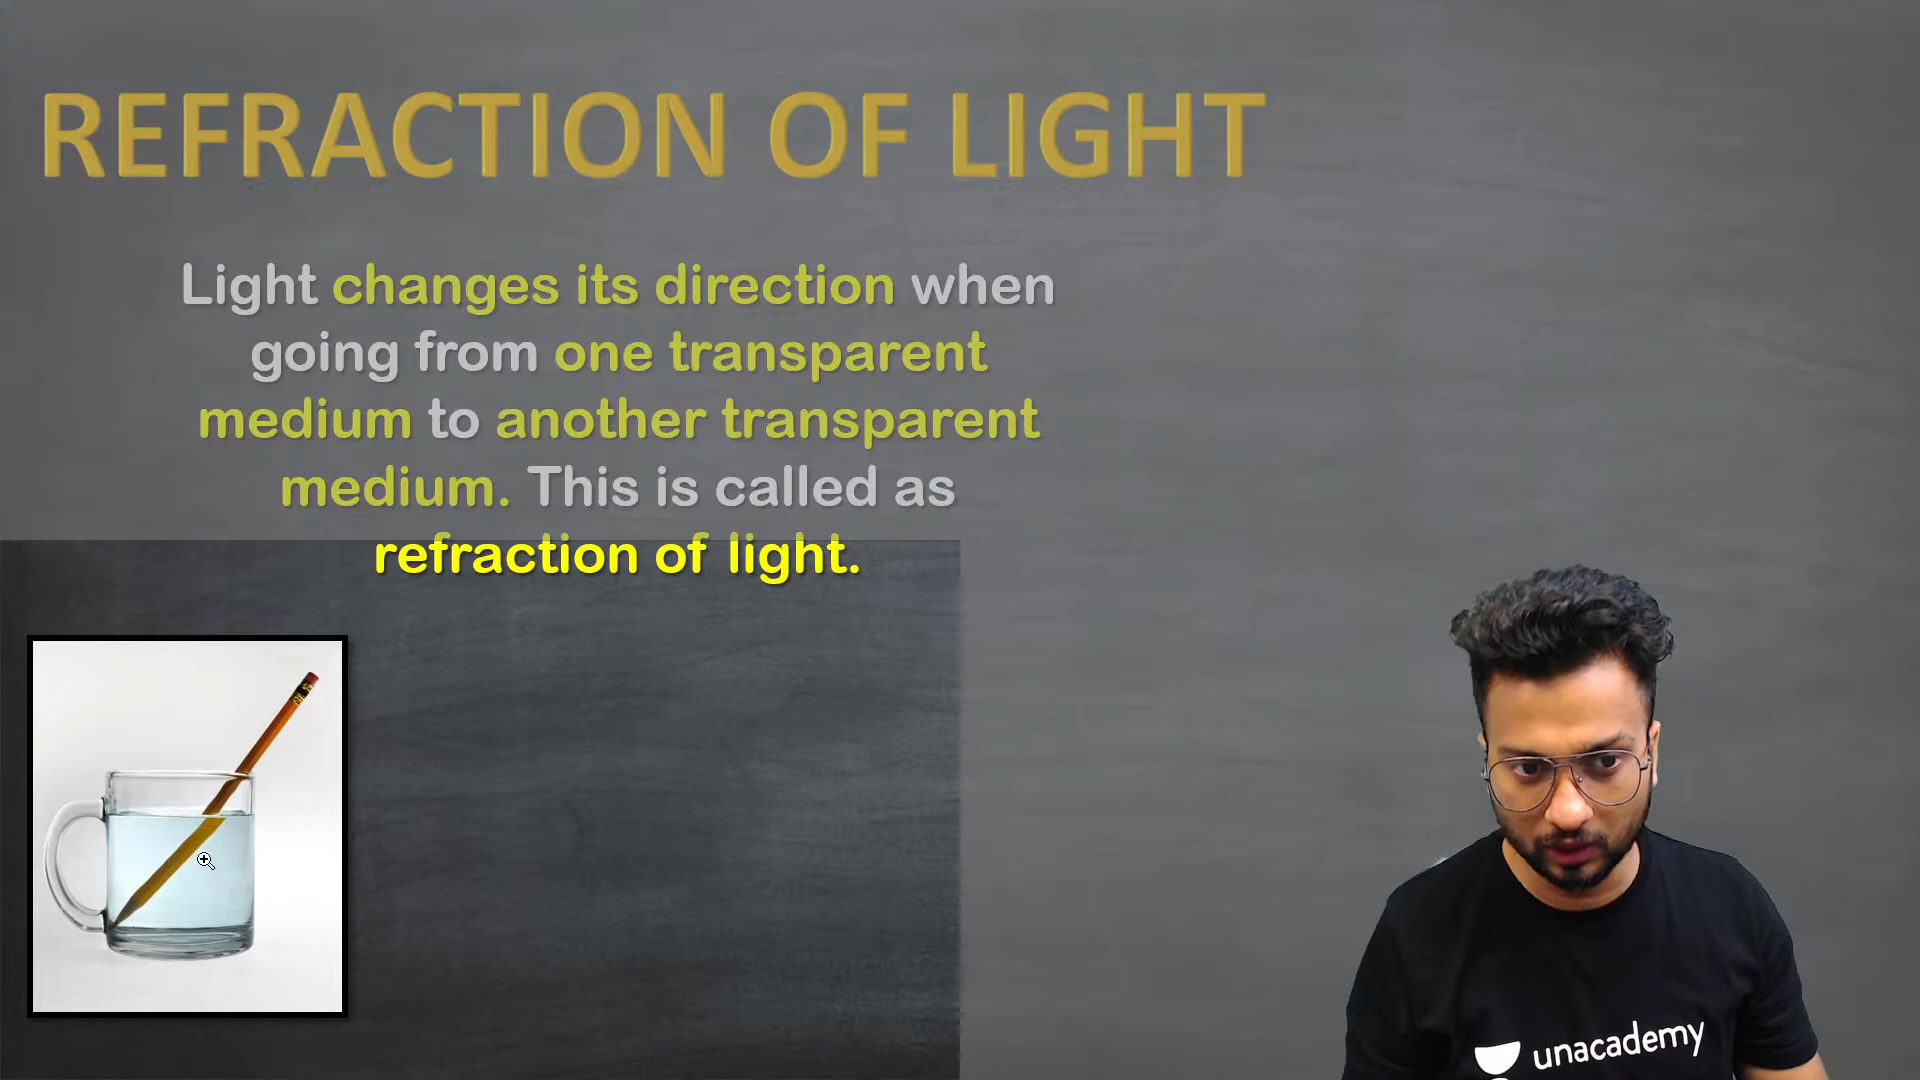 REFRACTION OF LIGHT
Light changes its direction when
going from one transparent
medium to another transparent
medium. This is called as
refraction of light.
unacademy